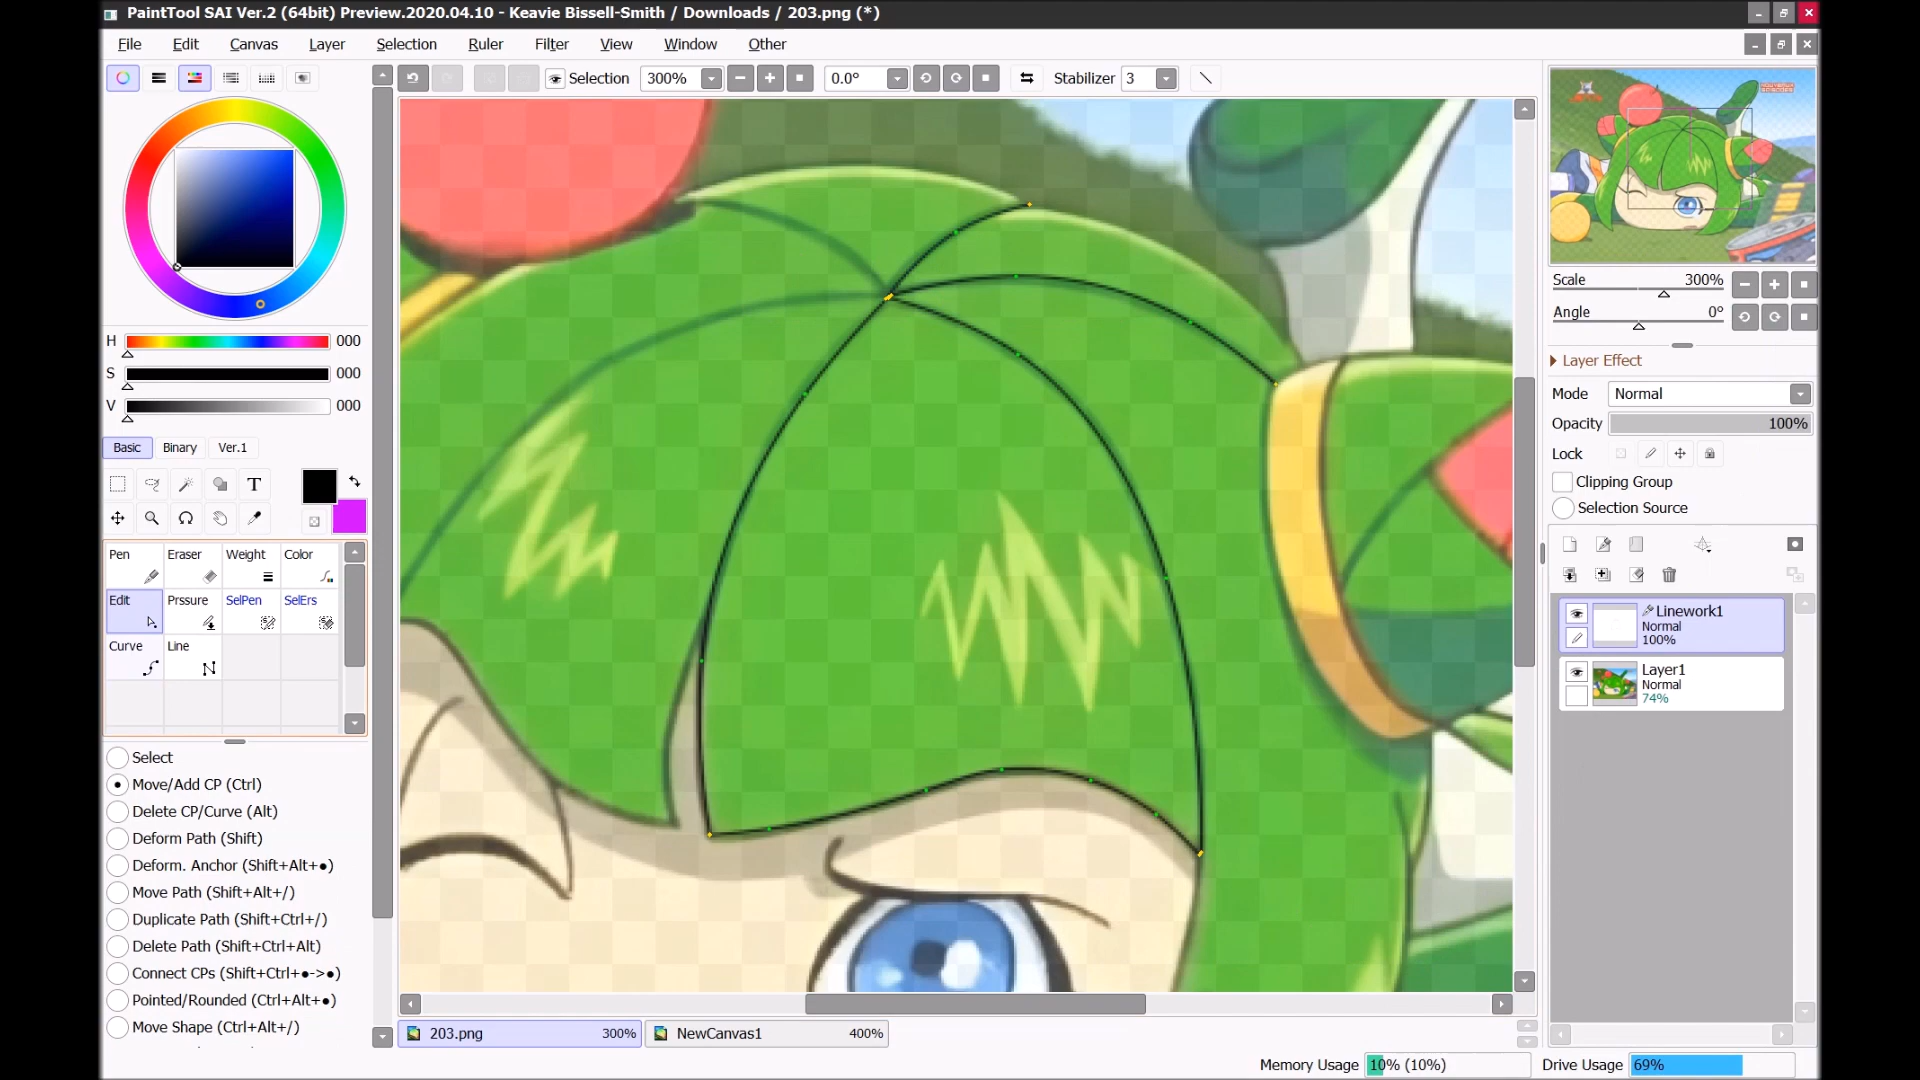 PaintTool SAI Ver.2 (64bit) Preview.2020.04.10 - Keavie Bissell-Smith / Downloads / 203.png (*)
File Edit Canvas Layer Selection Ruler Filter View Window Other
Selection 300% 0.0° Stabilizer 3
Scale 300%
Angle 0°
H 000
S 000
V 000
Basic Binary Ver.1
T
Pen Eraser Weight Color
Edit Prssure SelPen SelErs
Curve Line
Select
Move/Add CP (Ctrl)
Delete CP/Curve (Alt)
Deform Path (Shift)
Deform. Anchor (Shift+Alt+●)
Move Path (Shift+Alt+/)
Duplicate Path (Shift+Ctrl+/)
Delete Path (Shift+Ctrl+Alt)
Connect CPs (Shift+Ctrl+●->●)
Pointed/Rounded (Ctrl+Alt+●)
Move Shape (Ctrl+Alt+/)
Layer Effect
Mode Normal
Opacity 100%
Lock
Clipping Group
Selection Source
Linework1
Normal
100%
Layer1
Normal
74%
203.png 300% NewCanvas1 400%
Memory Usage 10% (10%) Drive Usage 69%